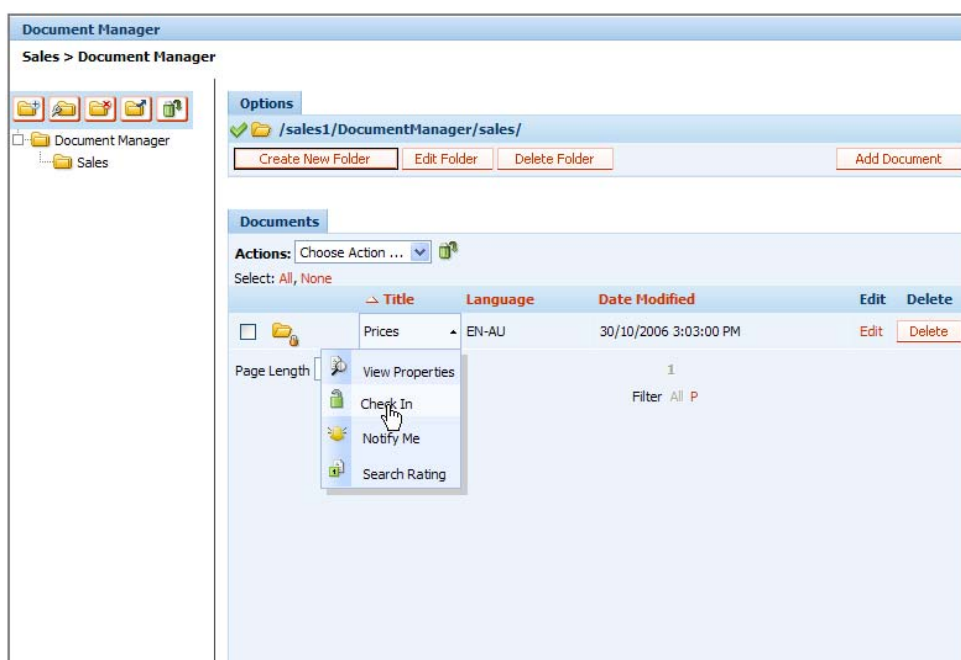 Document Manager
Sales > Document Manager
Options
/sales1/DocumentManager/sales/
Create New Folder Edit Folder Delete Folder Add Document
Document Manager
Sales
Documents
Actions: Choose Action ...
Select: All, None
Title Language Date Modified Edit Delete
Prices EN-AU 30/10/2006 3:03:00 PM Edit Delete
Page Length 1
Filter All P
View Properties
Check In
Notify Me
Search Rating